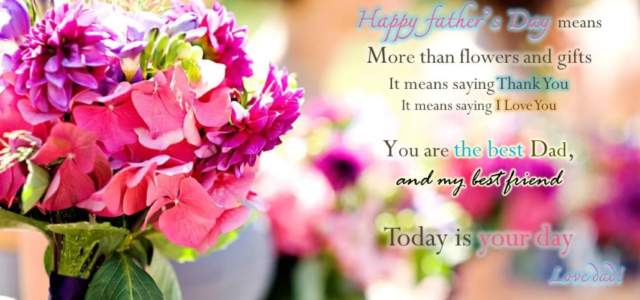 Happy father's Day means
More than flowers and gifts
It means saying Thank You
It means saying I Love You
You are the best Dad,
and my best friend
Today is your day
Love dad!